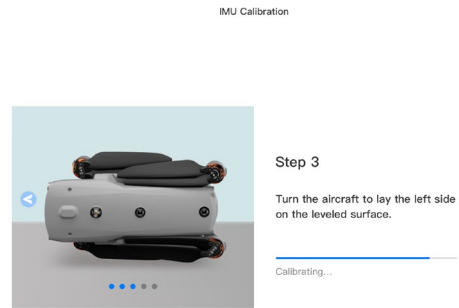 IMU Calibration
Step 3
Turn the aircraft to lay the left side
on the leveled surface.
Calibrating...